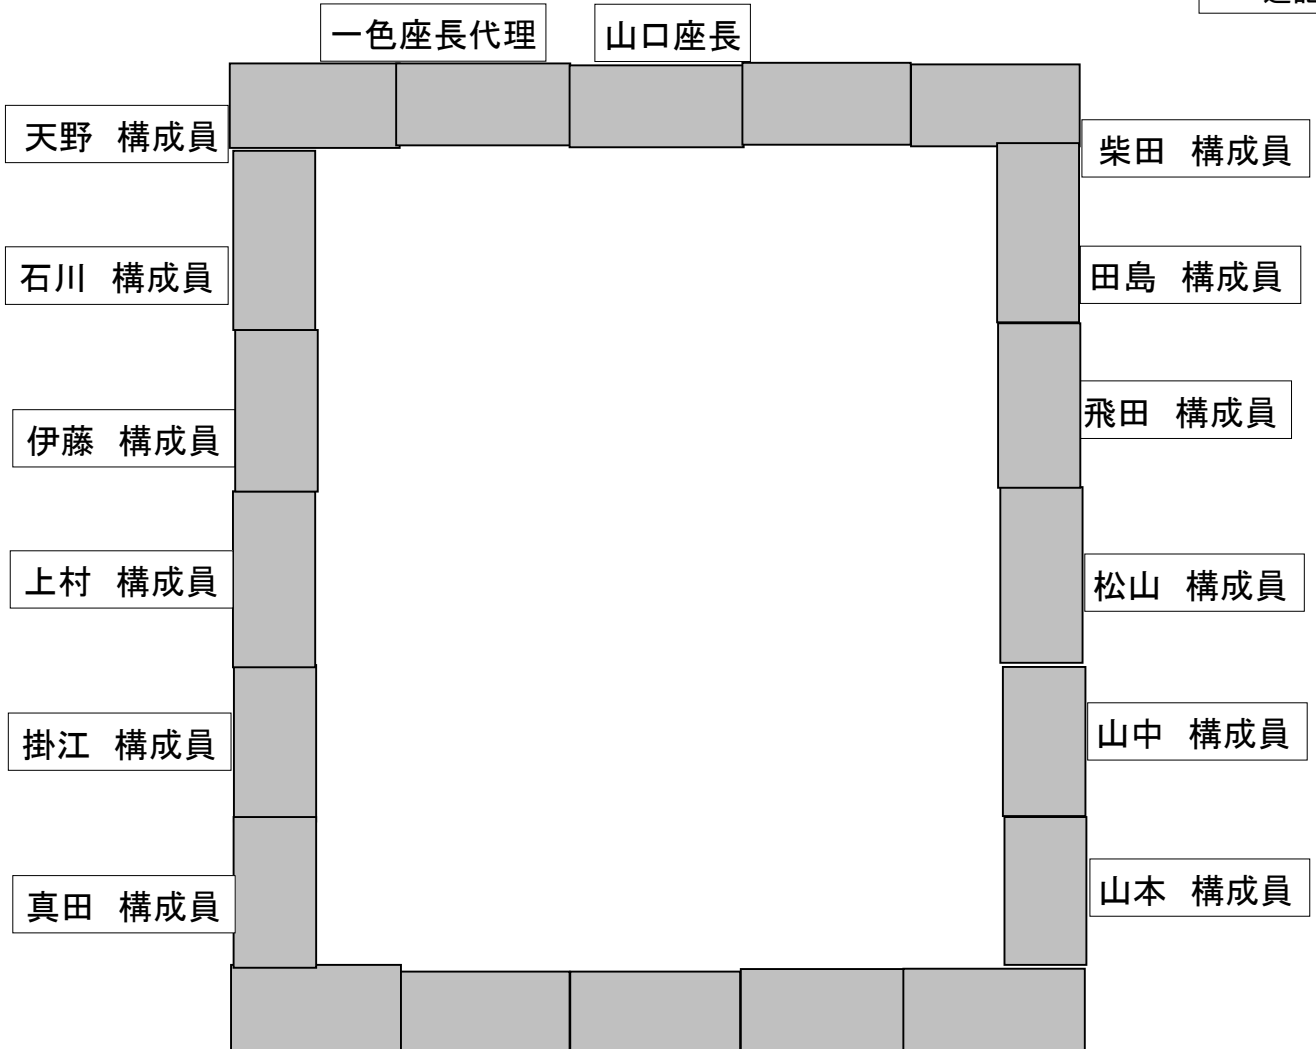 一色座長代理
山口座長
天野 構成員
柴田 構成員
石川 構成員
田島 構成員
伊藤 構成員
飛田 構成員
上村 構成員
松山 構成員
掛江 構成員
山中 構成員
真田 構成員
山本 構成員